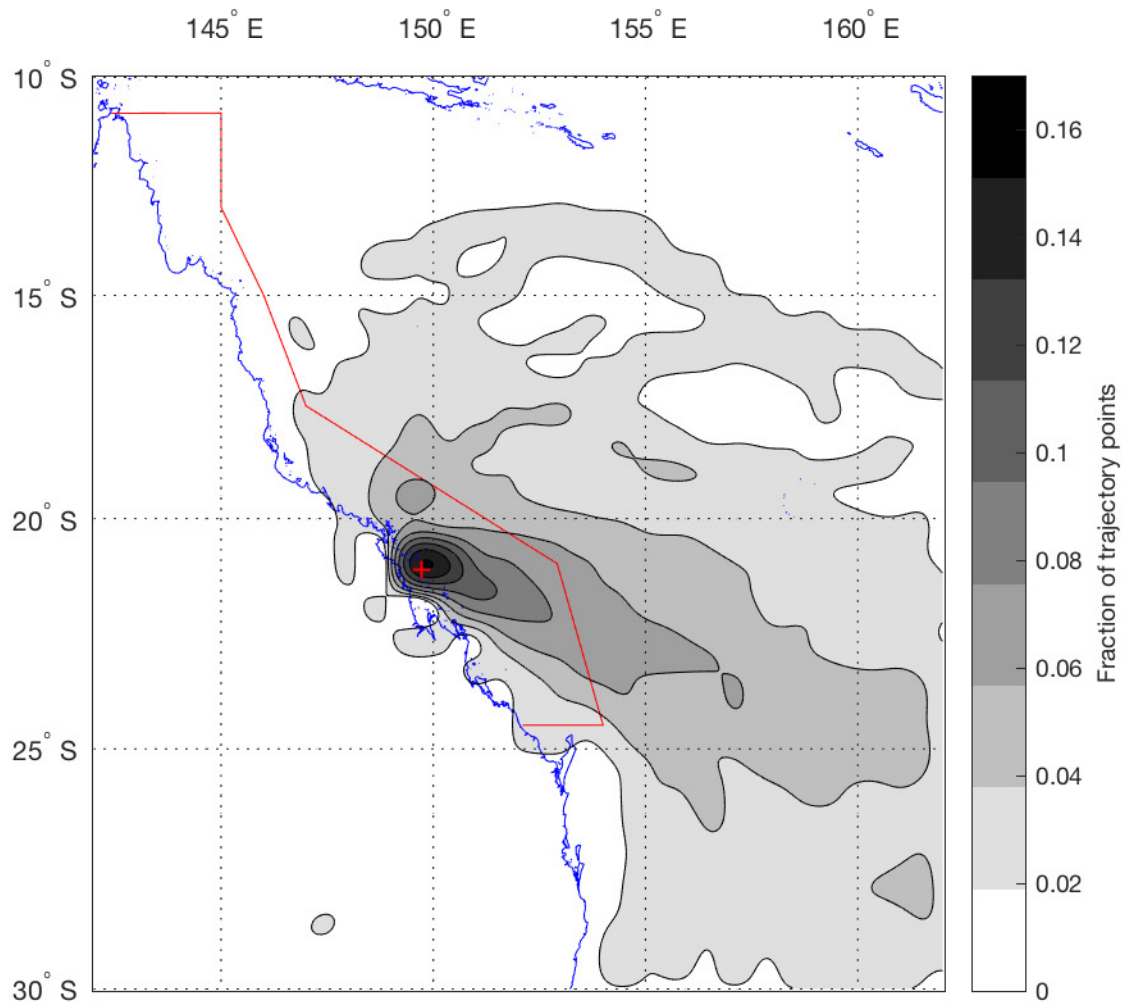 145° E 150° E 155° E 160° E
10° S
15° S
20° S
25° S
30° S
0.16
0.14
0.12
0.1
0.08
0.06
0.04
0.02
0
Fraction of trajectory points